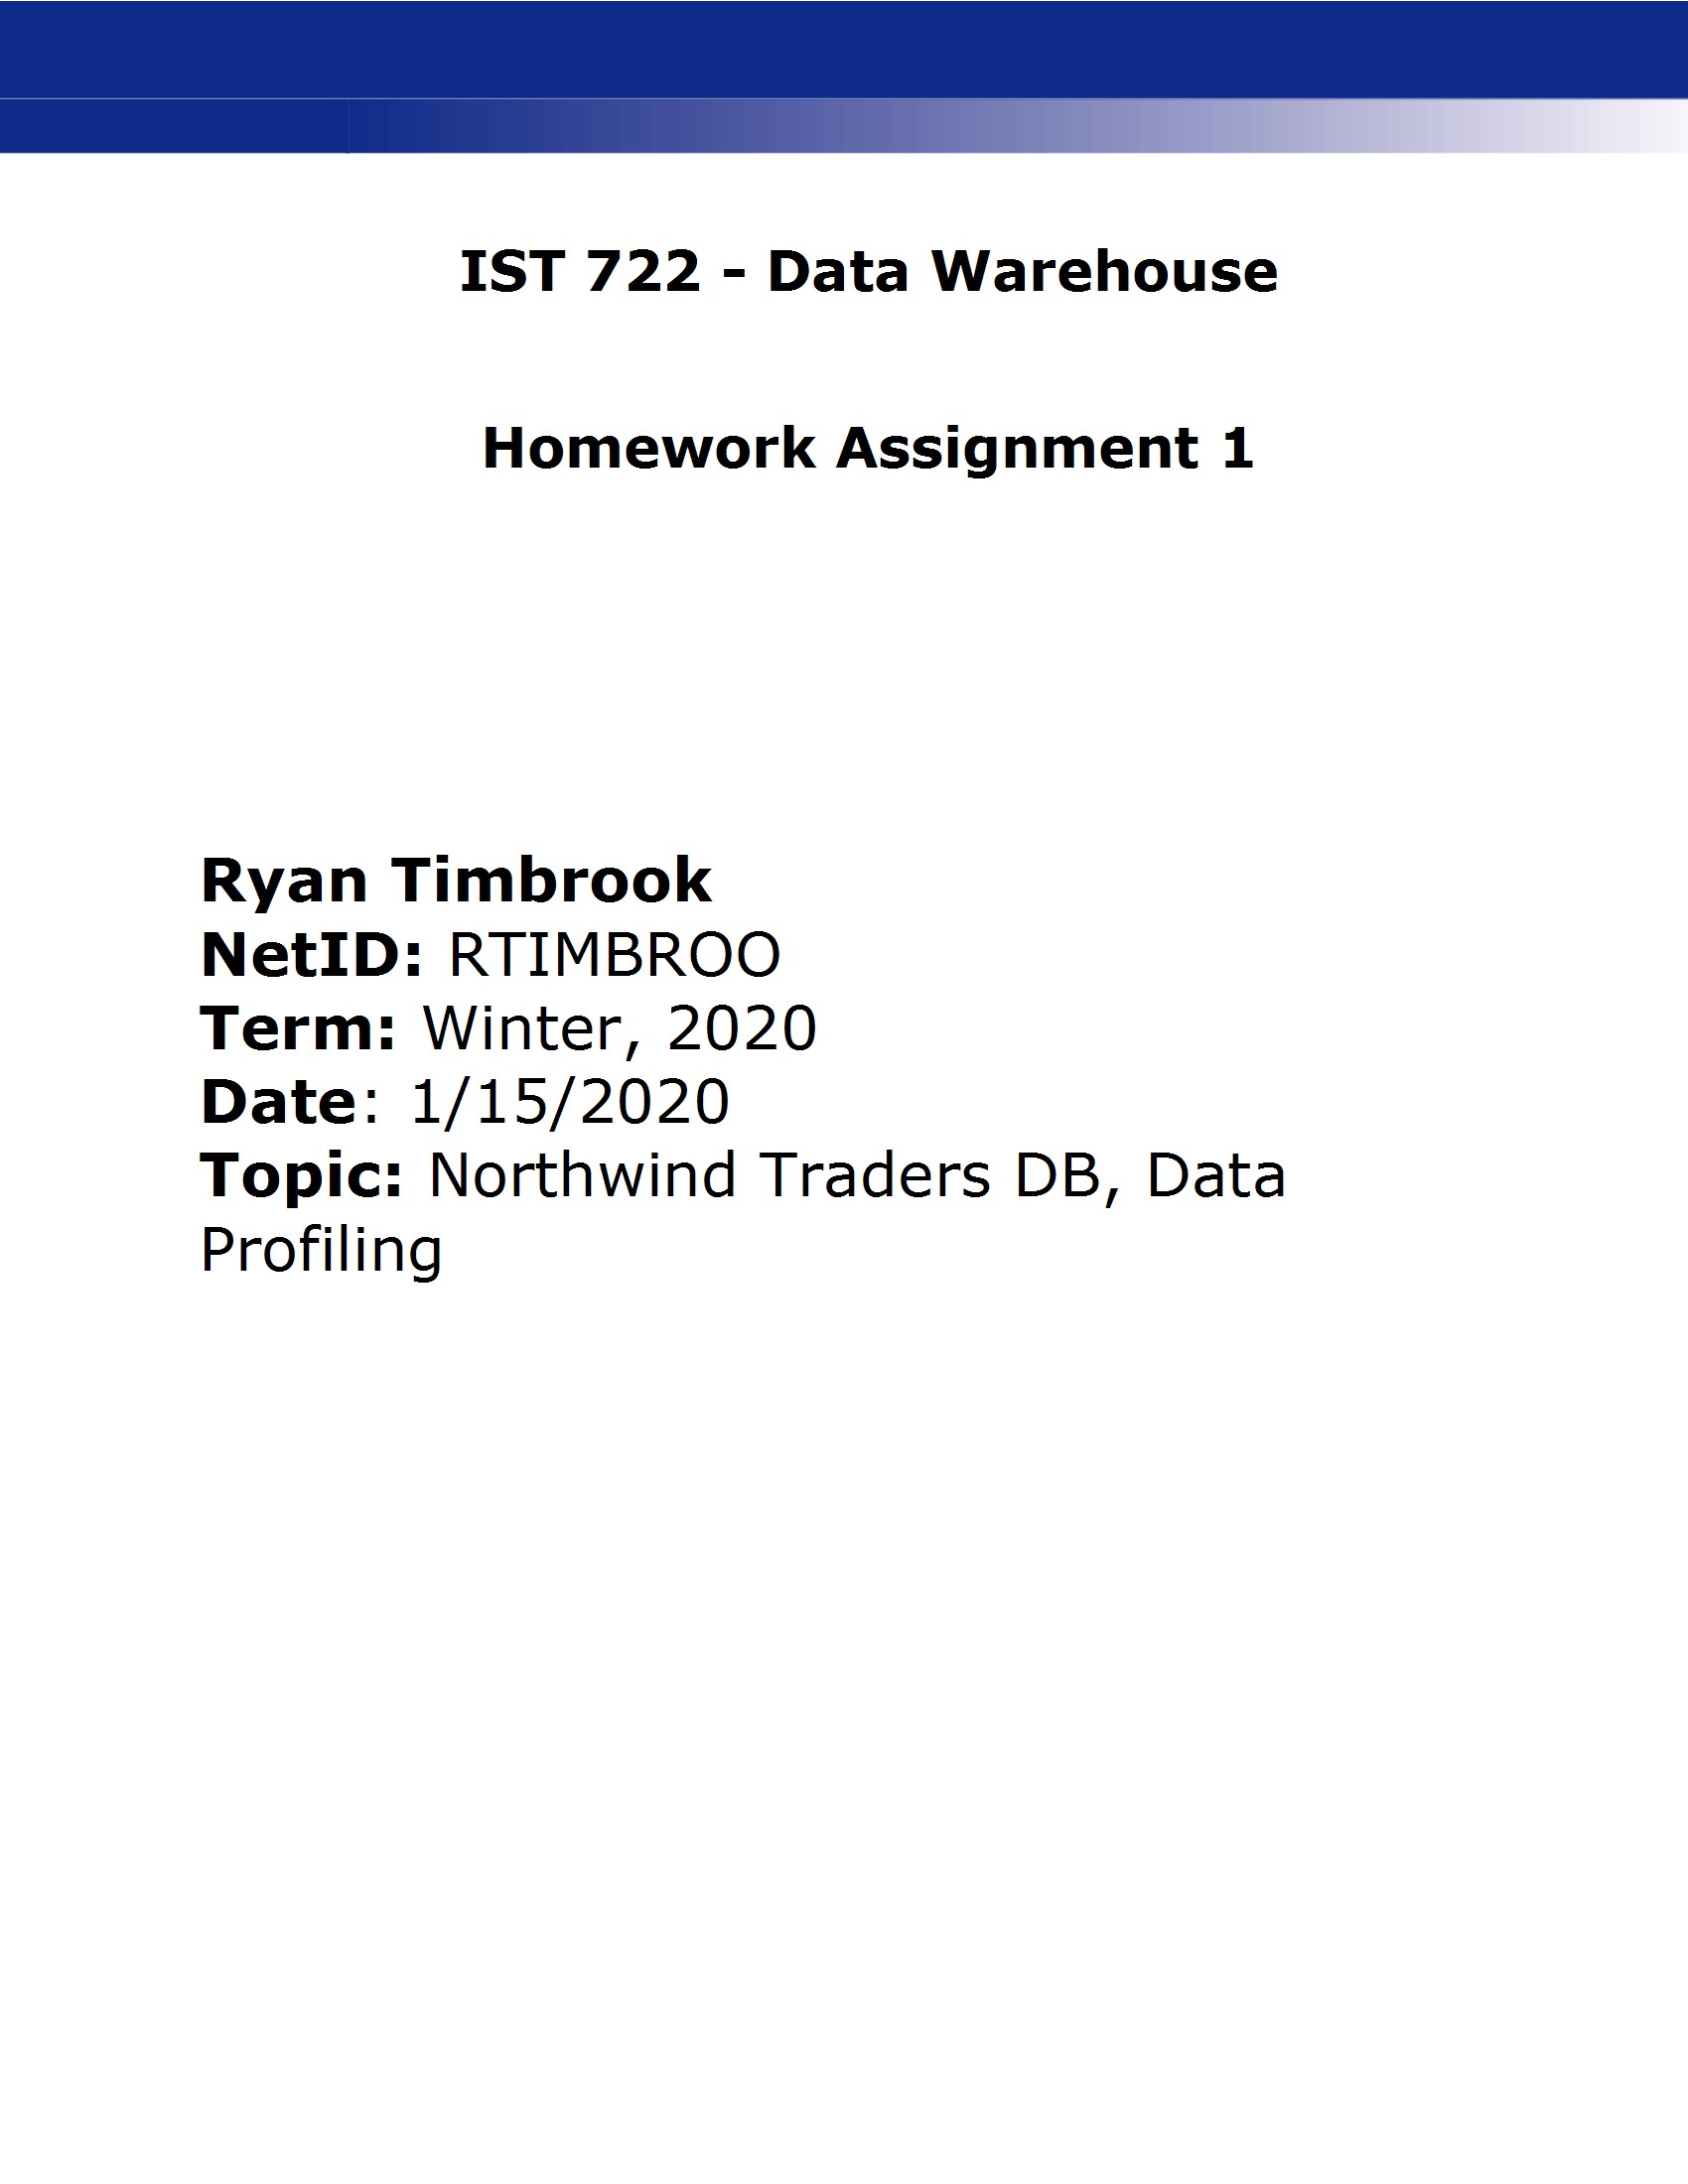 IST 722 - Data Warehouse
Homework Assignment 1
Ryan Timbrook
NetID: RTIMBROO
Term: Winter, 2020
Date: 1/15/2020
Topic: Northwind Traders DB, Data
Profiling